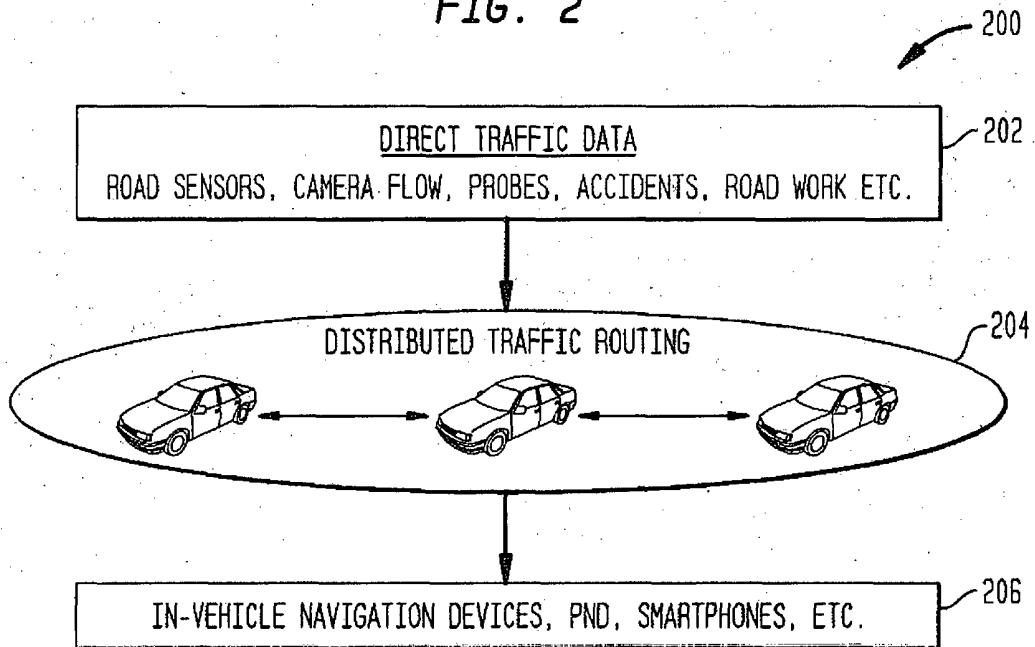 FIG. 2
200
DIRECT TRAFFIC DATA
202
ROAD SENSORS, CAMERA FLOW, PROBES, ACCIDENTS, ROAD WORK ETC.
204
DISTRIBUTED TRAFFIC ROUTING
206
IN-VEHICLE NAVIGATION DEVICES, PND, SMARTPHONES, ETC.